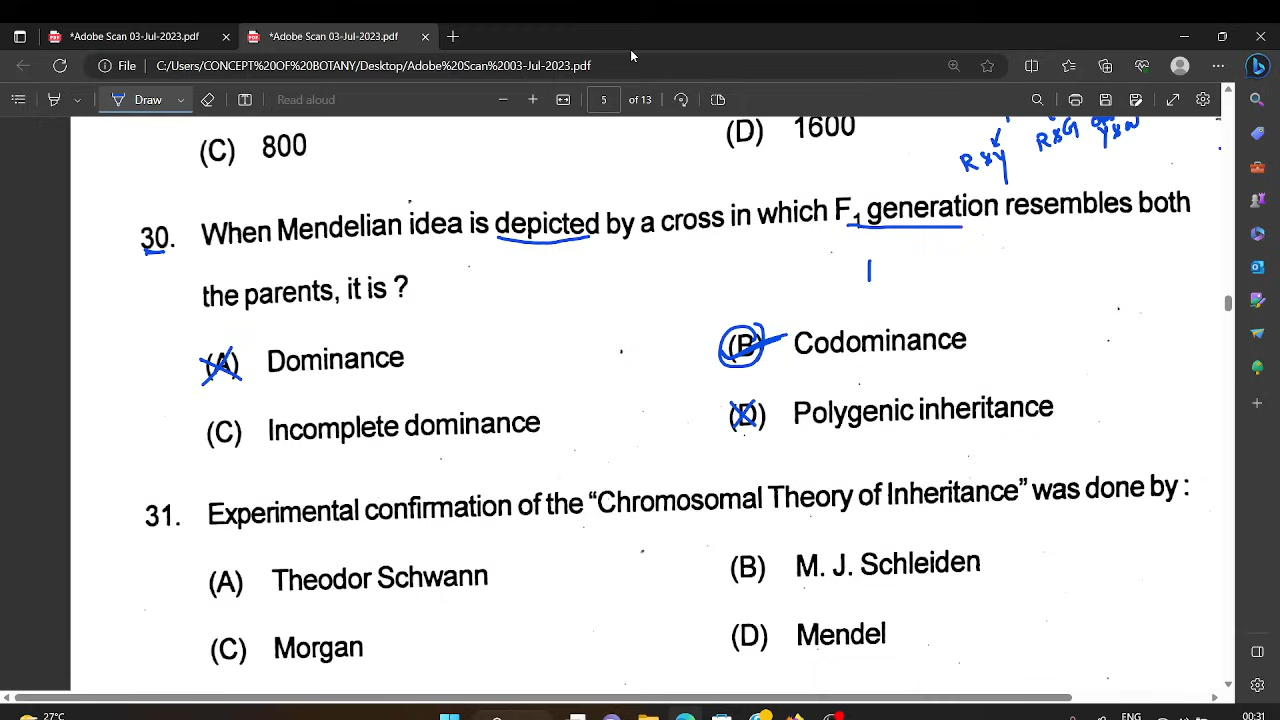 *Adobe Scan 03-Jul-2023.pdf
*Adobe Scan 03-Jul-2023.pdf
File C:/Users/CONCEPT%20OF%20BOTANY/Desktop/Adobe%20Scan%2003-Jul-2023.pdf
Draw Read aloud 5 of 13
(C) 800 (D) 1600
R&Y R&G Y&W
30. When Mendelian idea is depicted by a cross in which F1 generation resembles both
the parents, it is ?
(A) Dominance (B) Codominance
(C) Incomplete dominance (D) Polygenic inheritance
31. Experimental confirmation of the “Chromosomal Theory of Inheritance” was done by :
(A) Theodor Schwann (B) M. J. Schleiden
(C) Morgan (D) Mendel
27°C ENG 00:31